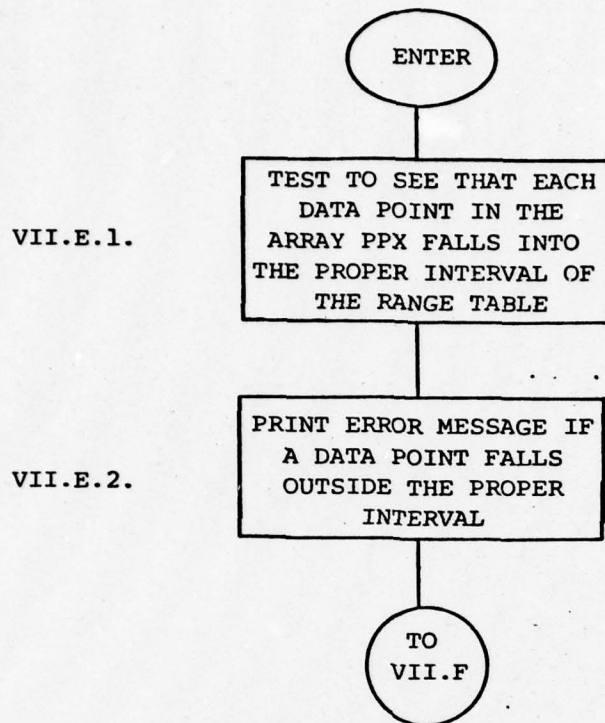 ENTER
VII.E.1.
TEST TO SEE THAT EACH
DATA POINT IN THE
ARRAY PPX FALLS INTO
THE PROPER INTERVAL OF
THE RANGE TABLE
VII.E.2.
PRINT ERROR MESSAGE IF
A DATA POINT FALLS
OUTSIDE THE PROPER
INTERVAL
TO
VII.F